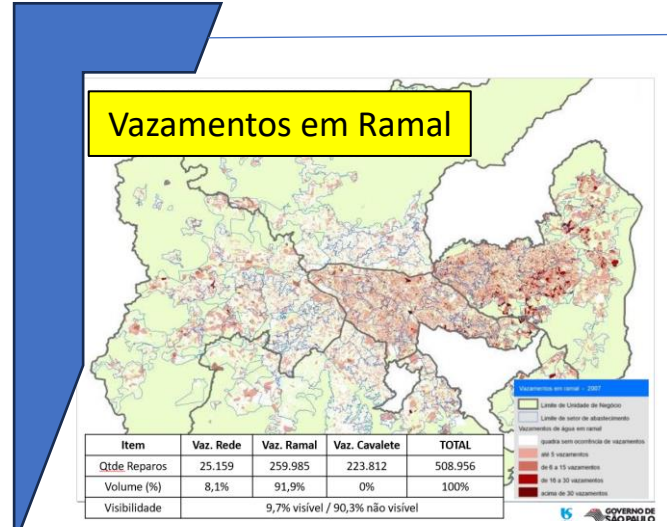 Vazamentos em Ramal
Vazamentos em ramal - 2007
Limite de Unidade de Negócio
Limite de setor de abastecimento
Vazamentos de água em ramal
quadra sem ocorrência de vazamentos
até 5 vazamentos
de 6 a 15 vazamentos
de 16 a 30 vazamentos
acima de 30 vazamentos
Item Vaz. Rede Vaz. Ramal Vaz. Cavalete TOTAL
Qtde Reparos 25.159 259.985 223.812 508.956
Volume (%) 8,1% 91,9% 0% 100%
Visibilidade 9,7% visível / 90,3% não visível
GOVERNO DE
SÃO PAULO